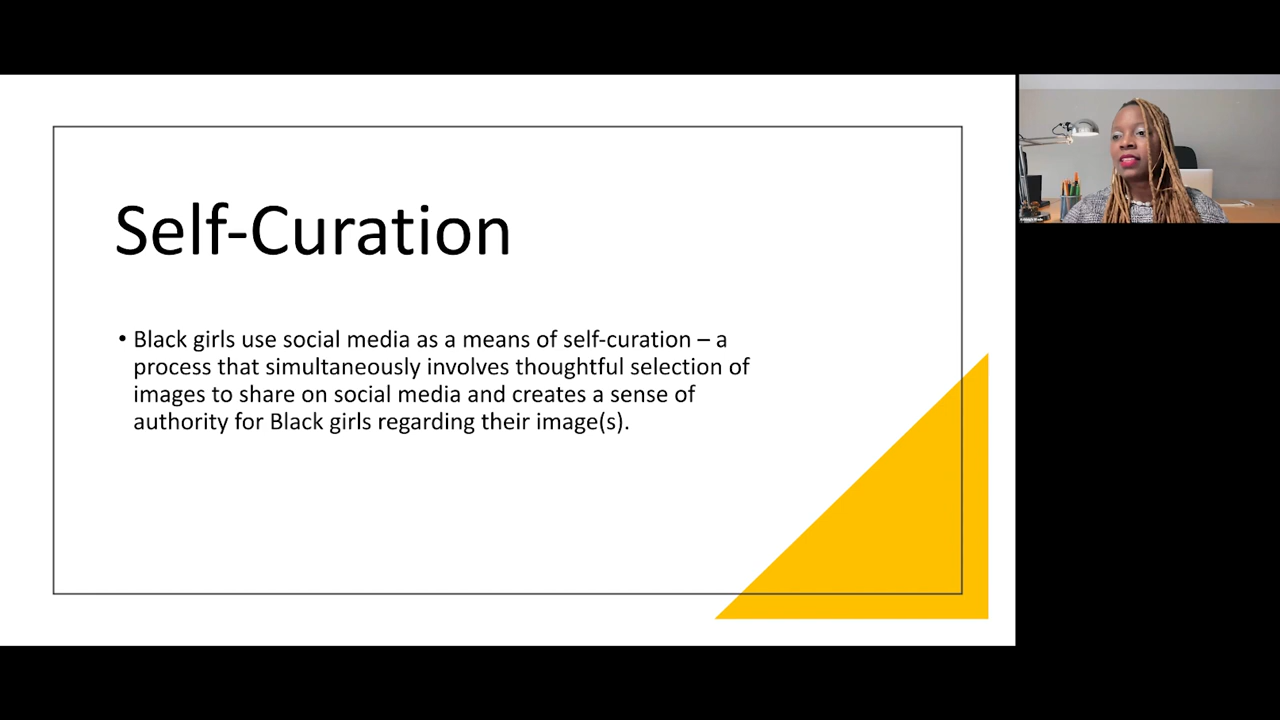 Self-Curation
• Black girls use social media as a means of self-curation – a
process that simultaneously involves thoughtful selection of
images to share on social media and creates a sense of
authority for Black girls regarding their image(s).